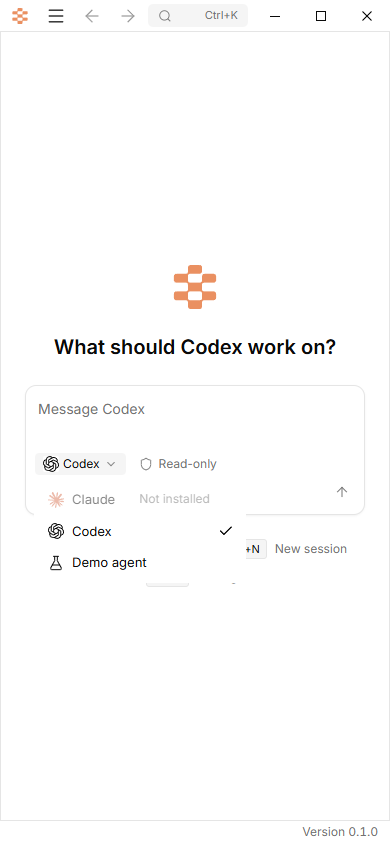 Ctrl+K
What should Codex work on?
Message Codex
Codex
Read-only
Claude Not installed
Codex
+N New session
Demo agent
Version 0.1.0